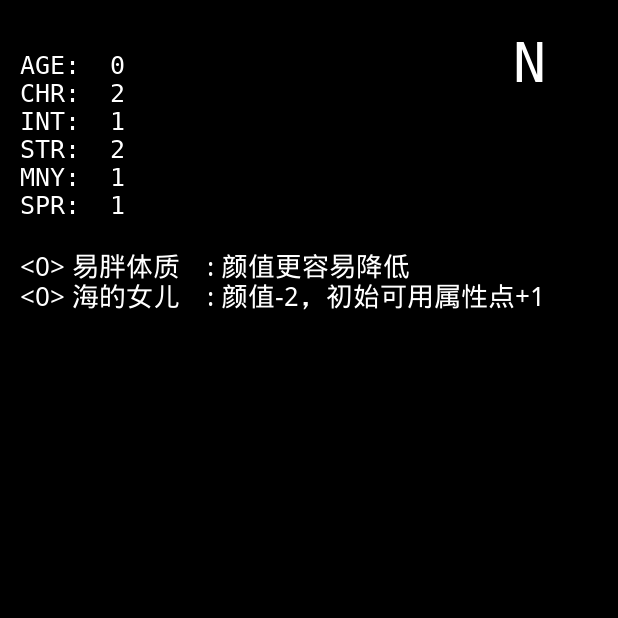 N
AGE: 0
CHR: 2
INT: 1
STR: 2
MNY: 1
SPR: 1
<O> 易胖体质 : 颜值更容易降低
<O> 海的女儿 : 颜值-2，初始可用属性点+1